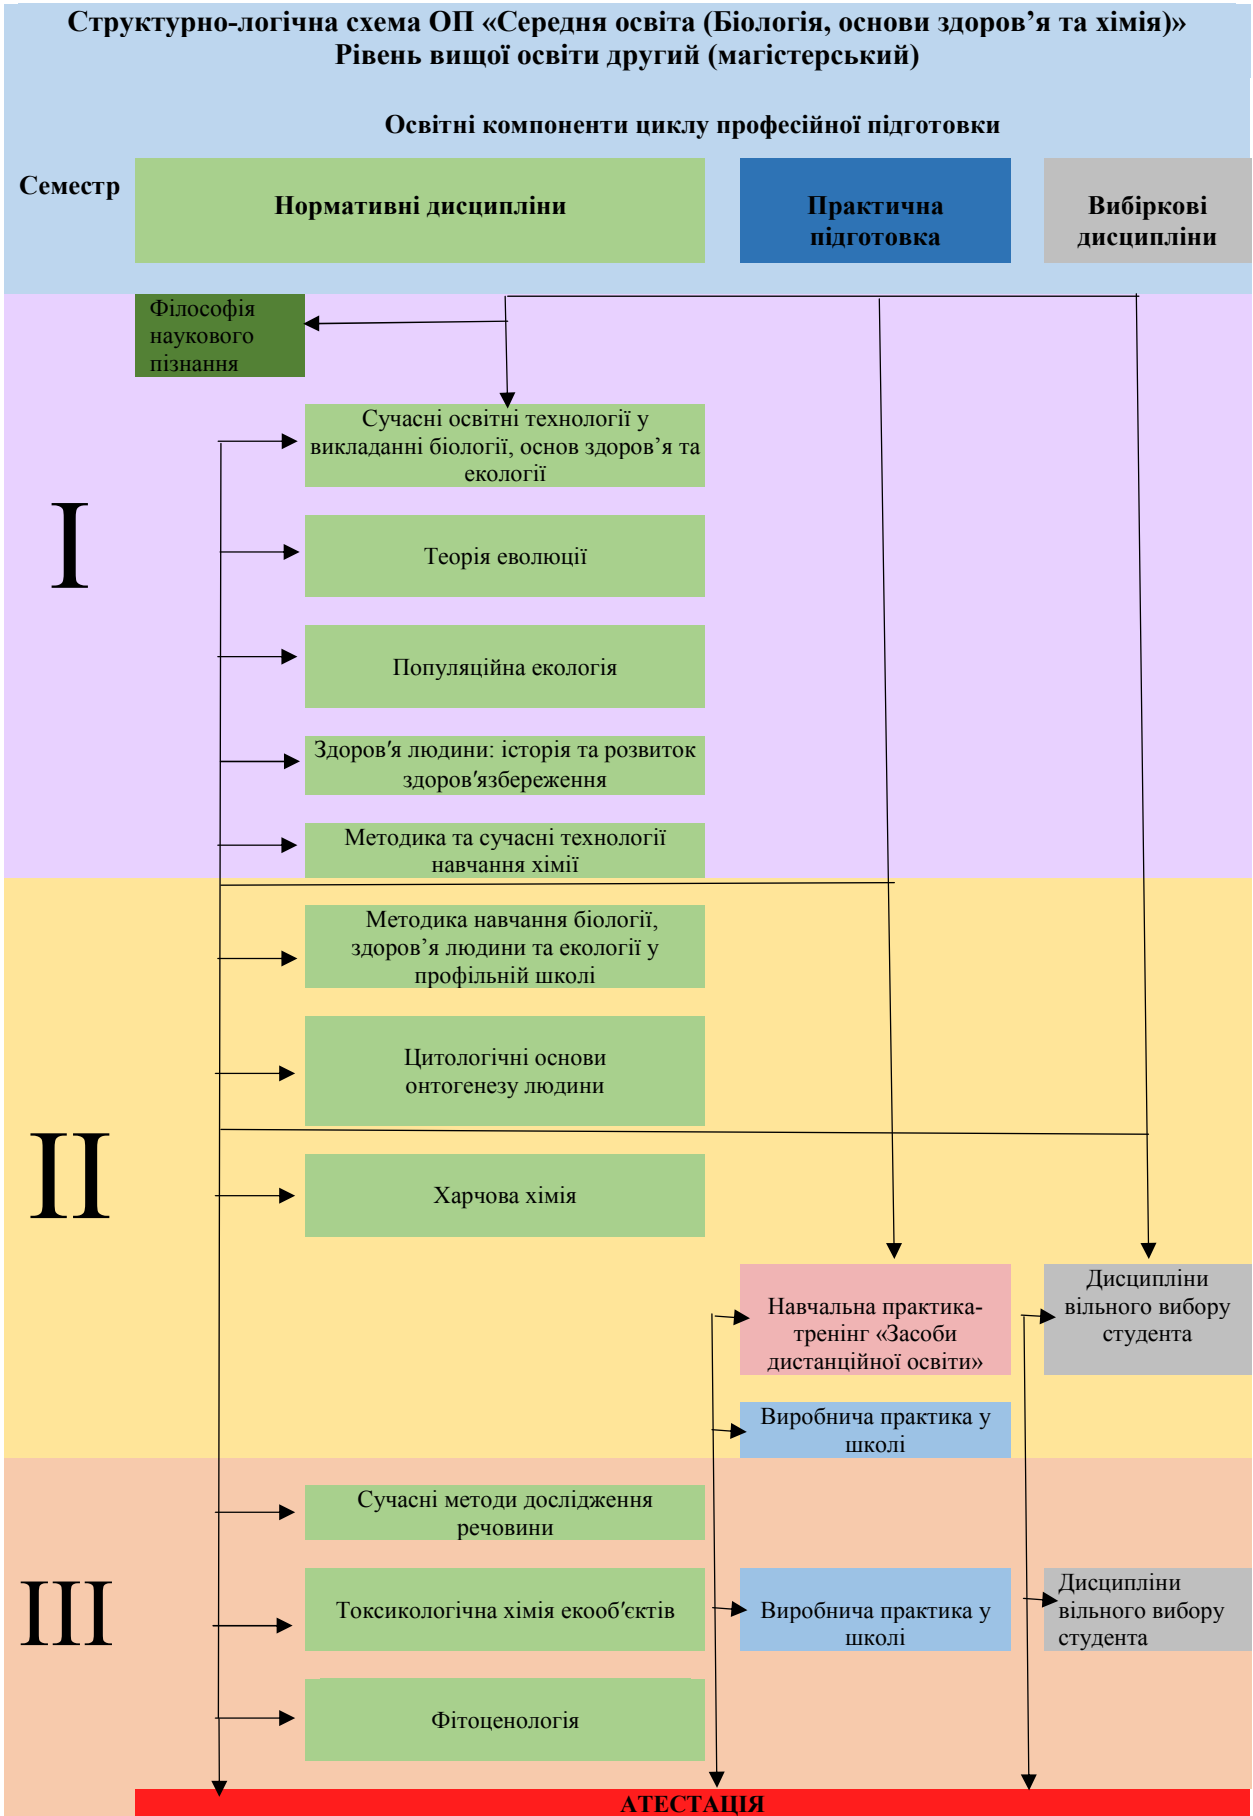 Структурно-логічна схема ОП «Середня освіта (Біологія, основи здоров’я та хімія)»
Рівень вищої освіти другий (магістерський)
Освітні компоненти циклу професійної підготовки
Семестр
Нормативні дисципліни
Практична
підготовка
Вибіркові
дисципліни
I
Філософія
наукового
пізнання
Сучасні освітні технології у
викладанні біології, основ здоров’я та
екології
Теорія еволюції
Популяційна екологія
Здоров'я людини: історія та розвиток
здоров'язбереження
Методика та сучасні технології
навчання хімії
II
Методика навчання біології,
здоров’я людини та екології у
профільній школі
Цитологічні основи
онтогенезу людини
Харчова хімія
Навчальна практика-
тренінг «Засоби
дистанційної освіти»
Дисципліни
вільного вибору
студента
Виробнича практика у
школі
III
Сучасні методи дослідження
речовини
Токсикологічна хімія екооб'єктів
Виробнича практика у
школі
Дисципліни
вільного вибору
студента
Фітоценологія
АТЕСТАЦІЯ